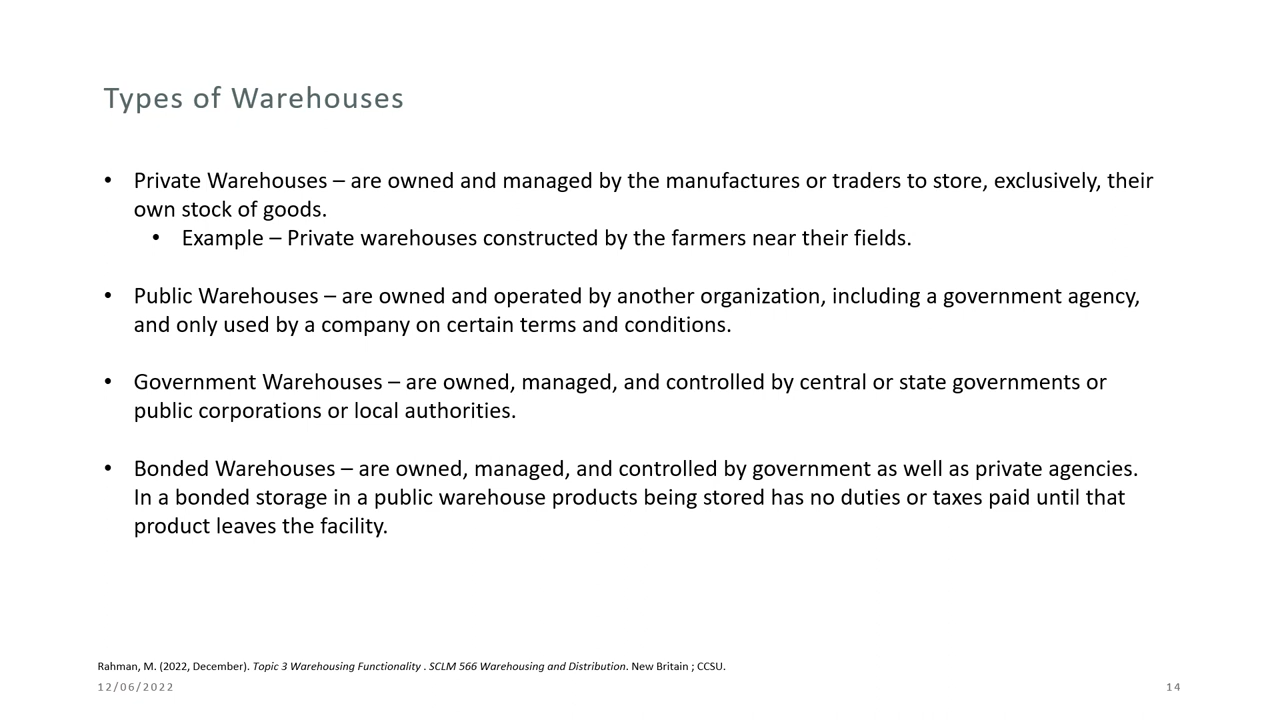 Types of Warehouses
• Private Warehouses – are owned and managed by the manufactures or traders to store, exclusively, their
own stock of goods.
• Example – Private warehouses constructed by the farmers near their fields.
• Public Warehouses – are owned and operated by another organization, including a government agency,
and only used by a company on certain terms and conditions.
• Government Warehouses – are owned, managed, and controlled by central or state governments or
public corporations or local authorities.
• Bonded Warehouses – are owned, managed, and controlled by government as well as private agencies.
In a bonded storage in a public warehouse products being stored has no duties or taxes paid until that
product leaves the facility.
Rahman, M. (2022, December). Topic 3 Warehousing Functionality . SCLM 566 Warehousing and Distribution. New Britain ; CCSU.
12/06/2022
14